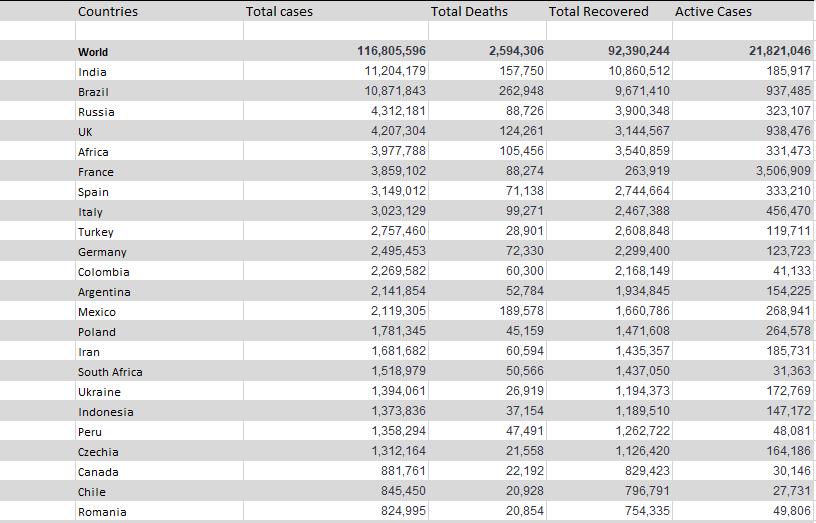 Countries Total cases Total Deaths Total Recovered Active Cases
World 116,805,596 2,594,306 92,390,244 21,821,046
India 11,204,179 157,750 10,860,512 185,917
Brazil 10,871,843 262,948 9,671,410 937,485
Russia 4,312,181 88,726 3,900,348 323,107
UK 4,207,304 124,261 3,144,567 938,476
Africa 3,977,788 105,456 3,540,859 331,473
France 3,859,102 88,274 263,919 3,506,909
Spain 3,149,012 71,138 2,744,664 333,210
Italy 3,023,129 99,271 2,467,388 456,470
Turkey 2,757,460 28,901 2,608,848 119,711
Germany 2,495,453 72,330 2,299,400 123,723
Colombia 2,269,582 60,300 2,168,149 41,133
Argentina 2,141,854 52,784 1,934,845 154,225
Mexico 2,119,305 189,578 1,660,786 268,941
Poland 1,781,345 45,159 1,471,608 264,578
Iran 1,681,682 60,594 1,435,357 185,731
South Africa 1,518,979 50,566 1,437,050 31,363
Ukraine 1,394,061 26,919 1,194,373 172,769
Indonesia 1,373,836 37,154 1,189,510 147,172
Peru 1,358,294 47,491 1,262,722 48,081
Czechia 1,312,164 21,558 1,126,420 164,186
Canada 881,761 22,192 829,423 30,146
Chile 845,450 20,928 796,791 27,731
Romania 824,995 20,854 754,335 49,806